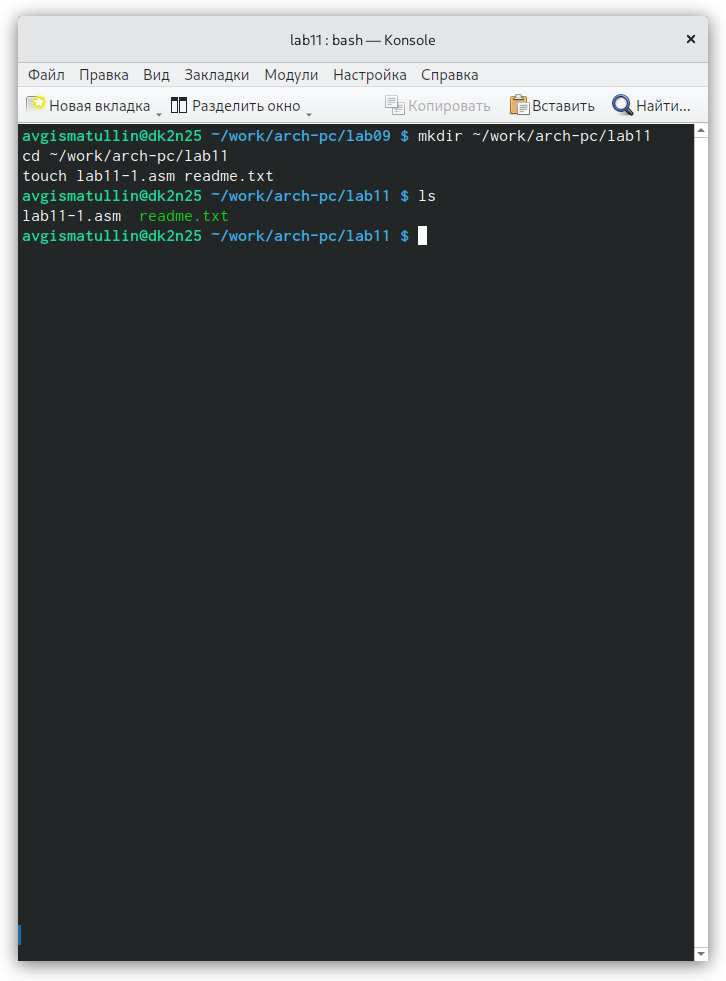 lab11 : bash — Konsole
Файл Правка Вид Закладки Модули Настройка Справка
Новая вкладка Разделить окно Копировать Вставить Найти...
avgismatullin@dk2n25 ~/work/arch-pc/lab09 $ mkdir ~/work/arch-pc/lab11
cd ~/work/arch-pc/lab11
touch lab11-1.asm readme.txt
avgismatullin@dk2n25 ~/work/arch-pc/lab11 $ ls
lab11-1.asm  readme.txt
avgismatullin@dk2n25 ~/work/arch-pc/lab11 $